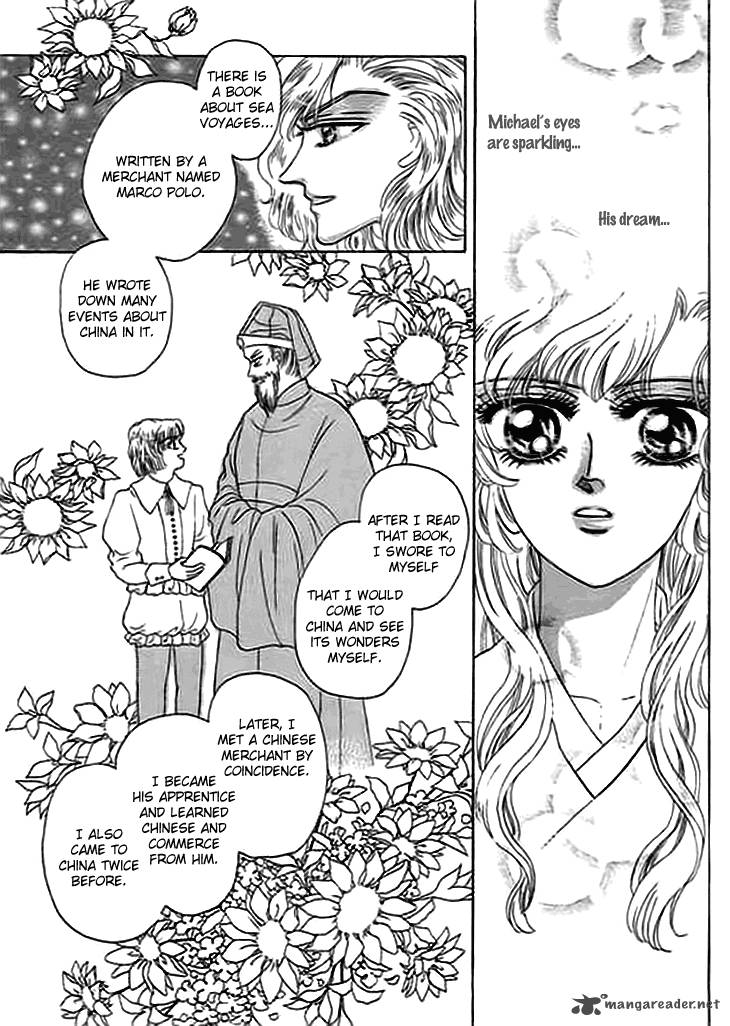 Michael's eyes
are sparkling...
His dream...
THERE IS
A BOOK
ABOUT SEA
VOYAGES...
WRITTEN BY A
MERCHANT NAMED
MARCO POLO.
HE WROTE
DOWN MANY
EVENTS ABOUT
CHINA IN IT.
AFTER I READ
THAT BOOK,
I SWORE TO
MYSELF
THAT I WOULD
COME TO
CHINA AND SEE
ITS WONDERS
MYSELF.
LATER, I
MET A CHINESE
MERCHANT BY
COINCIDENCE.
I BECAME
HIS APPRENTICE
AND LEARNED
CHINESE AND
COMMERCE
FROM HIM.
I ALSO
CAME TO
CHINA TWICE
BEFORE.
mangareader.net